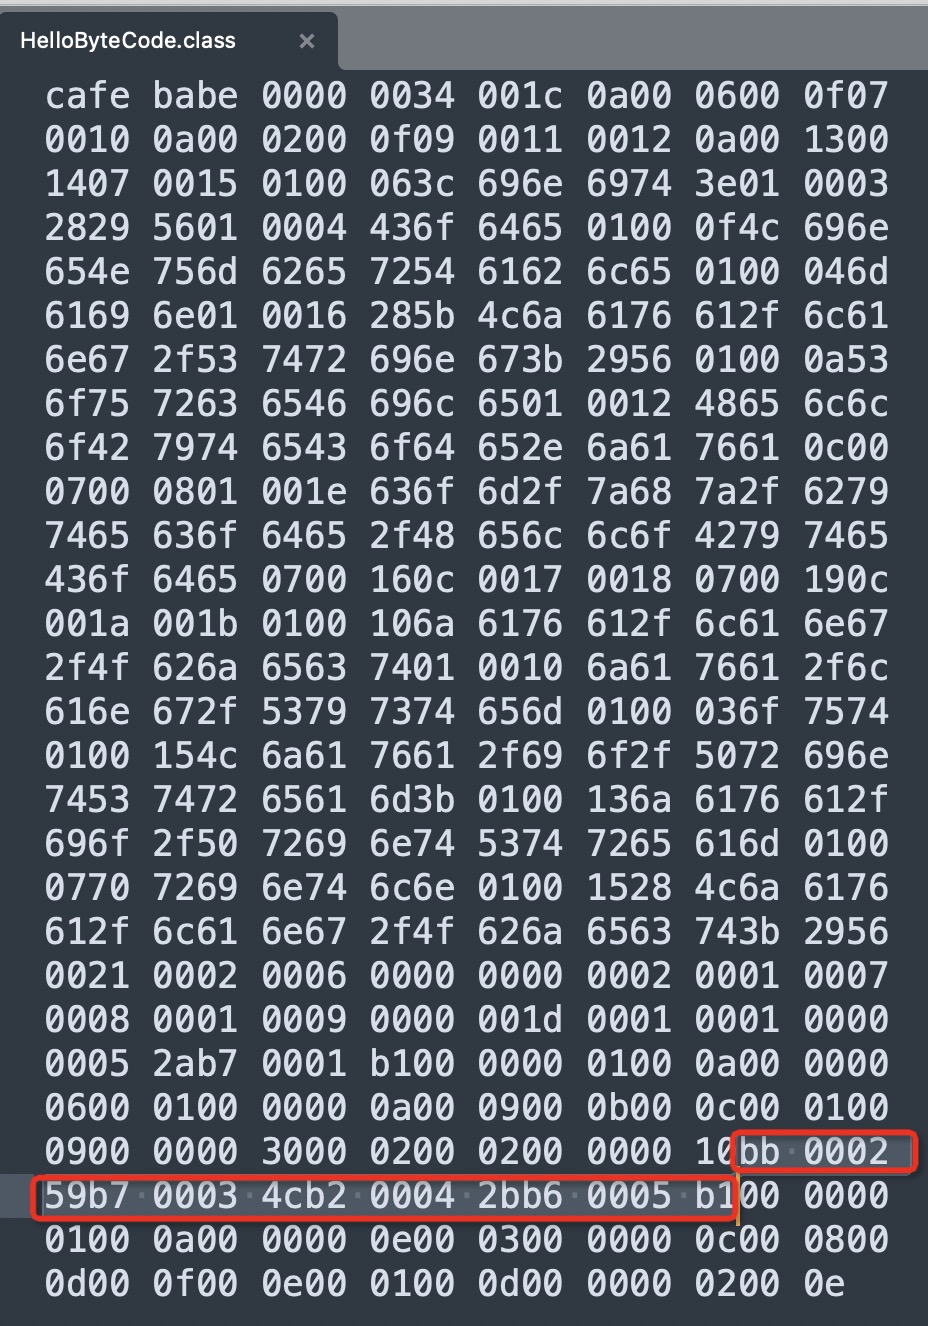 HelloByteCode.class ×
cafe babe 0000 0034 001c 0a00 0600 0f07
0010 0a00 0200 0f09 0011 0012 0a00 1300
1407 0015 0100 063c 696e 6974 3e01 0003
2829 5601 0004 436f 6465 0100 0f4c 696e
654e 756d 6265 7254 6162 6c65 0100 046d
6169 6e01 0016 285b 4c6a 6176 612f 6c61
6e67 2f53 7472 696e 673b 2956 0100 0a53
6f75 7263 6546 696c 6501 0012 4865 6c6c
6f42 7974 6543 6f64 652e 6a61 7661 0c00
0700 0801 001e 636f 6d2f 7a68 7a2f 6279
7465 636f 6465 2f48 656c 6c6f 4279 7465
436f 6465 0700 160c 0017 0018 0700 190c
001a 001b 0100 106a 6176 612f 6c61 6e67
2f4f 626a 6563 7401 0010 6a61 7661 2f6c
616e 672f 5379 7374 656d 0100 036f 7574
0100 154c 6a61 7661 2f69 6f2f 5072 696e
7453 7472 6561 6d3b 0100 136a 6176 612f
696f 2f50 7269 6e74 5374 7265 616d 0100
0770 7269 6e74 6c6e 0100 1528 4c6a 6176
612f 6c61 6e67 2f4f 626a 6563 743b 2956
0021 0002 0006 0000 0000 0002 0001 0007
0008 0001 0009 0000 001d 0001 0001 0000
0005 2ab7 0001 b100 0000 0100 0a00 0000
0600 0100 0000 0a00 0900 0b00 0c00 0100
0900 0000 3000 0200 0200 0000 10bb 0002
59b7 0003 4cb2 0004 2bb6 0005 b100 0000
0100 0a00 0000 0e00 0300 0000 0c00 0800
0d00 0f00 0e00 0100 0d00 0000 0200 0e